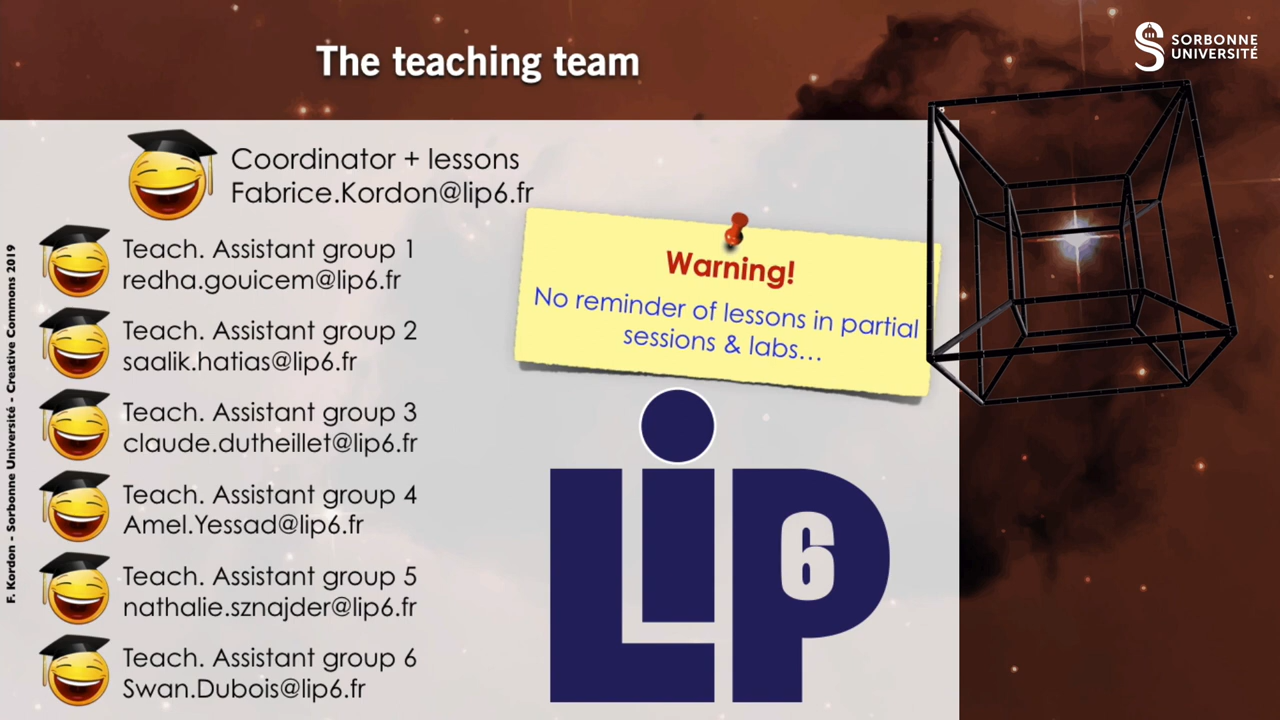 The teaching team
SORBONNE
UNIVERSITÉ
Coordinator + lessons
Fabrice.Kordon@lip6.fr
Teach. Assistant group 1
redha.gouicem@lip6.fr
Teach. Assistant group 2
saalik.hatias@lip6.fr
Teach. Assistant group 3
claude.dutheillet@lip6.fr
Teach. Assistant group 4
Amel.Yessad@lip6.fr
Teach. Assistant group 5
nathalie.sznajder@lip6.fr
Teach. Assistant group 6
Swan.Dubois@lip6.fr
Warning!
No reminder of lessons in partial
sessions & labs...
LiP6
F. Kordon - Sorbonne Université - Creative Commons 2019